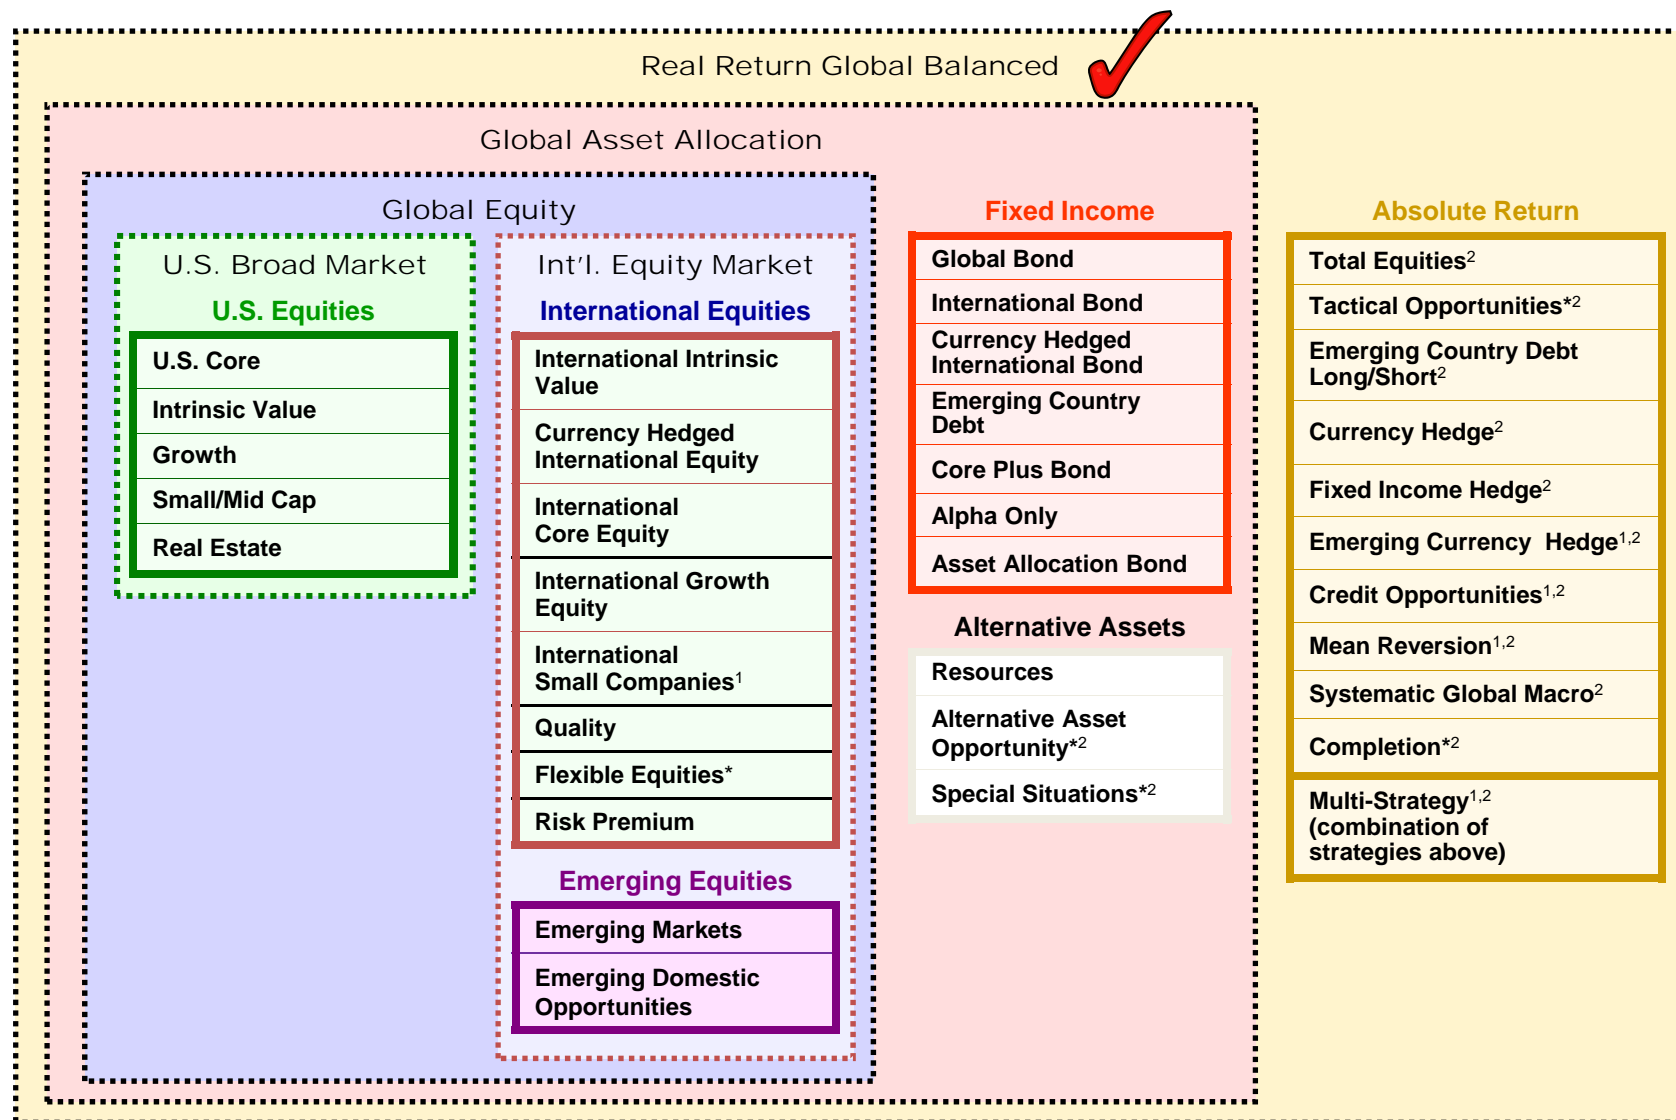 Real Return Global Balanced
Global Asset Allocation
Global Equity
U.S. Broad Market
U.S. Equities
U.S. Core
Intrinsic Value
Growth
Small/Mid Cap
Real Estate
Int'l. Equity Market
International Equities
International Intrinsic
Value
Currency Hedged
International Equity
International
Core Equity
International Growth
Equity
International
Small Companies1
Quality
Flexible Equities*
Risk Premium
Emerging Equities
Emerging Markets
Emerging Domestic
Opportunities
Fixed Income
Global Bond
International Bond
Currency Hedged
International Bond
Emerging Country
Debt
Core Plus Bond
Alpha Only
Asset Allocation Bond
Alternative Assets
Resources
Alternative Asset
Opportunity*2
Special Situations*2
Absolute Return
Total Equities2
Tactical Opportunities*2
Emerging Country Debt
Long/Short2
Currency Hedge2
Fixed Income Hedge2
Emerging Currency Hedge1,2
Credit Opportunities1,2
Mean Reversion1,2
Systematic Global Macro2
Completion*2
Multi-Strategy1,2
(combination of
strategies above)